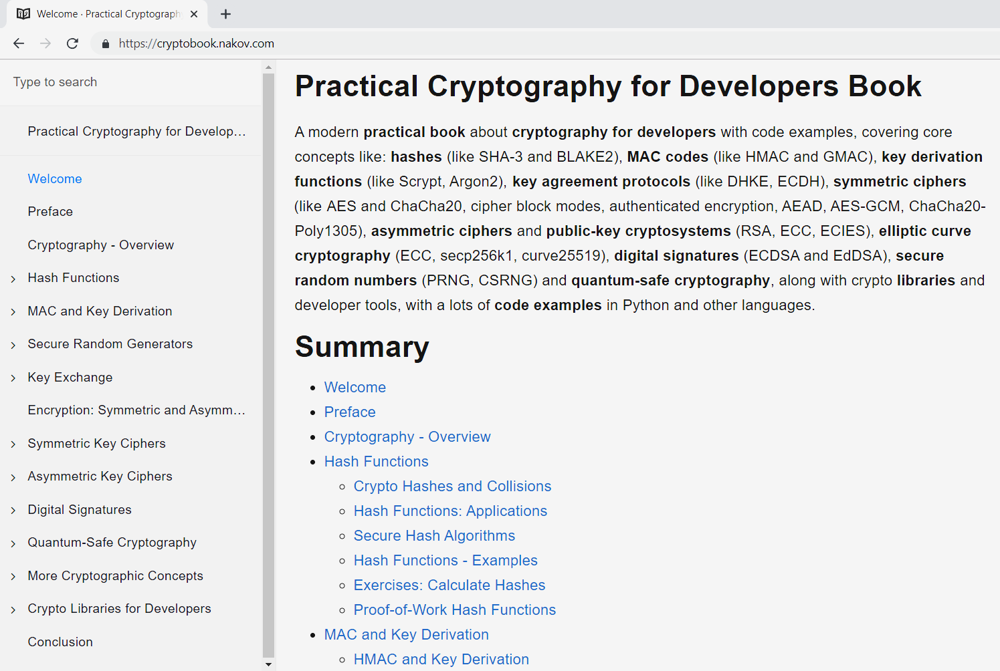 Welcome · Practical Cryptograph
https://cryptobook.nakov.com
Type to search
Practical Cryptography for Develop...
Welcome
Preface
Cryptography - Overview
Hash Functions
MAC and Key Derivation
Secure Random Generators
Key Exchange
Encryption: Symmetric and Asymm...
Symmetric Key Ciphers
Asymmetric Key Ciphers
Digital Signatures
Quantum-Safe Cryptography
More Cryptographic Concepts
Crypto Libraries for Developers
Conclusion
Practical Cryptography for Developers Book
A modern practical book about cryptography for developers with code examples, covering core
concepts like: hashes (like SHA-3 and BLAKE2), MAC codes (like HMAC and GMAC), key derivation
functions (like Scrypt, Argon2), key agreement protocols (like DHKE, ECDH), symmetric ciphers
(like AES and ChaCha20, cipher block modes, authenticated encryption, AEAD, AES-GCM, ChaCha20-
Poly1305), asymmetric ciphers and public-key cryptosystems (RSA, ECC, ECIES), elliptic curve
cryptography (ECC, secp256k1, curve25519), digital signatures (ECDSA and EdDSA), secure
random numbers (PRNG, CSRNG) and quantum-safe cryptography, along with crypto libraries and
developer tools, with a lots of code examples in Python and other languages.
Summary
Welcome
Preface
Cryptography - Overview
Hash Functions
Crypto Hashes and Collisions
Hash Functions: Applications
Secure Hash Algorithms
Hash Functions - Examples
Exercises: Calculate Hashes
Proof-of-Work Hash Functions
MAC and Key Derivation
HMAC and Key Derivation